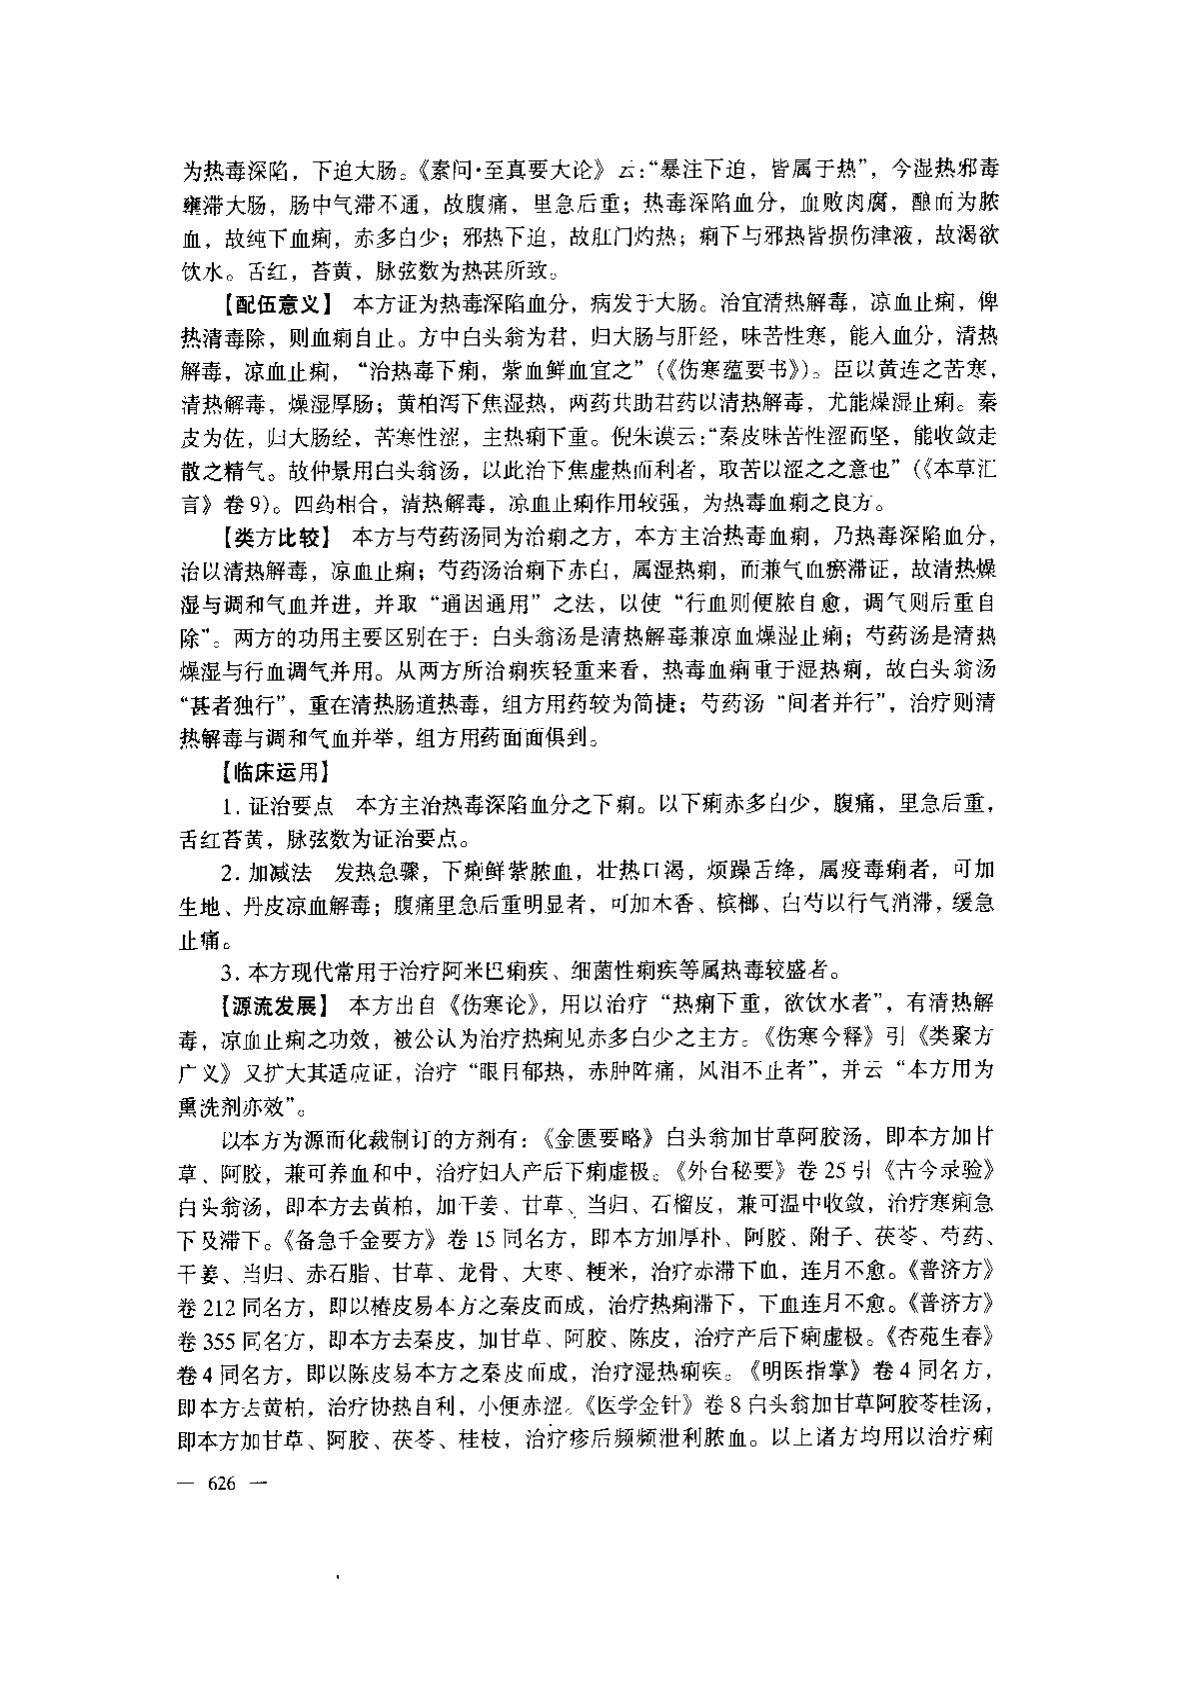 为热毒深陷，下迫大肠。《素问·至真要大论》云：“暴注下迫，皆属于热”，今湿热邪毒
壅滞大肠，肠中气滞不通，故腹痛，里急后重；热毒深陷血分，血败肉腐，酿而为脓
血，故纯下血痢，赤多白少；邪热下迫，故肛门灼热；痢下与邪热皆损伤津液，故渴欲
饮水。舌红，苔黄，脉弦数为热甚所致。
【配伍意义】 本方证为热毒深陷血分，病发于大肠。治宜清热解毒，凉血止痢，俾
热清毒除，则血痢自止。方中白头翁为君，归大肠与肝经，味苦性寒，能入血分，清热
解毒，凉血止痢，“治热毒下痢，紫血鲜血宜之”（《伤寒蕴要书》）。臣以黄连之苦寒，
清热解毒，燥湿厚肠；黄柏泻下焦湿热，两药共助君药以清热解毒，尤能燥湿止痢。秦
皮为佐，归大肠经，苦寒性涩，主热痢下重。倪朱谟云：“秦皮味苦性涩而坚，能收敛走
散之精气。故仲景用白头翁汤，以此治下焦虚热而利者，取苦以涩之之意也”（《本草汇
言》卷9）。四药相合，清热解毒，凉血止痢作用较强，为热毒血痢之良方。
【类方比较】 本方与芍药汤同为治痢之方，本方主治热毒血痢，乃热毒深陷血分，
治以清热解毒，凉血止痢；芍药汤治痢下赤白，属湿热痢，而兼气血瘀滞证，故清热燥
湿与调和气血并进，并取“通因通用”之法，以使“行血则便脓自愈，调气则后重自
除”。两方的功用主要区别在于：白头翁汤是清热解毒兼凉血燥湿止痢；芍药汤是清热
燥湿与行血调气并用。从两方所治痢疾轻重来看，热毒血痢重于湿热痢，故白头翁汤
“甚者独行”，重在清热肠道热毒，组方用药较为简捷；芍药汤“间者并行”，治疗则清
热解毒与调和气血并举，组方用药面面俱到。
【临床运用】
1. 证治要点 本方主治热毒深陷血分之下痢。以下痢赤多白少，腹痛，里急后重，
舌红苔黄，脉弦数为证治要点。
2. 加减法 发热急骤，下痢鲜紫脓血，壮热口渴，烦躁舌绛，属疫毒痢者，可加
生地、丹皮凉血解毒；腹痛里急后重明显者，可加木香、槟榔、白芍以行气消滞，缓急
止痛。
3. 本方现代常用于治疗阿米巴痢疾、细菌性痢疾等属热毒较盛者。
【源流发展】 本方出自《伤寒论》，用以治疗“热痢下重，欲饮水者”，有清热解
毒，凉血止痢之功效，被公认为治疗热痢见赤多白少之主方。《伤寒今释》引《类聚方
广义》又扩大其适应证，治疗“眼目郁热，赤肿阵痛，风泪不止者”，并云“本方用为
熏洗剂亦效”。
以本方为源而化裁制订的方剂有：《金匮要略》白头翁加甘草阿胶汤，即本方加甘
草、阿胶，兼可养血和中，治疗妇人产后下痢虚极。《外台秘要》卷25引《古今录验》
白头翁汤，即本方去黄柏，加干姜、甘草、当归、石榴皮，兼可温中收敛，治疗寒痢急
下及滞下。《备急千金要方》卷15同名方，即本方加厚朴、阿胶、附子、茯苓、芍药、
干姜、当归、赤石脂、甘草、龙骨、大枣、粳米，治疗赤滞下血，连月不愈。《普济方》
卷212同名方，即以椿皮易本方之秦皮而成，治疗热痢滞下，下血连月不愈。《普济方》
卷355同名方，即本方去秦皮，加甘草、阿胶、陈皮，治疗产后下痢虚极。《杏苑生春》
卷4同名方，即以陈皮易本方之秦皮而成，治疗湿热痢疾。《明医指掌》卷4同名方，
即本方去黄柏，治疗协热自利，小便赤涩。《医学金针》卷8白头翁加甘草阿胶苓桂汤，
即本方加甘草、阿胶、茯苓、桂枝，治疗疹后频频泄利脓血。以上诸方均用以治疗痢
— 626 —